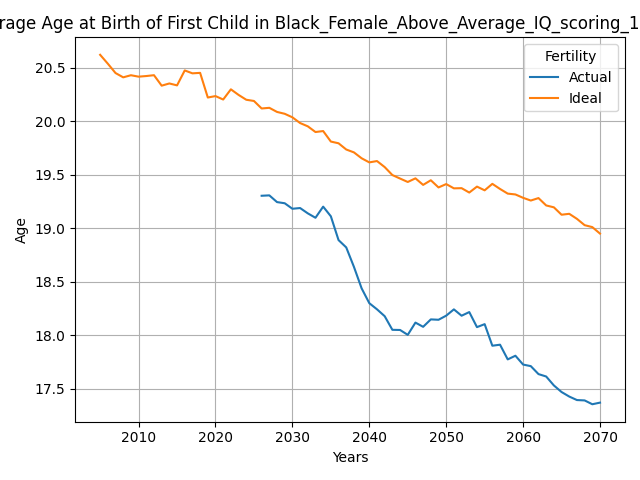 rage Age at Birth of First Child in Black_Female_Above_Average_IQ_scoring_1
Fertility
Actual
Ideal
20.5
20.0
19.5
19.0
18.5
18.0
17.5
Age
2010
2020
2030
2040
2050
2060
2070
Years